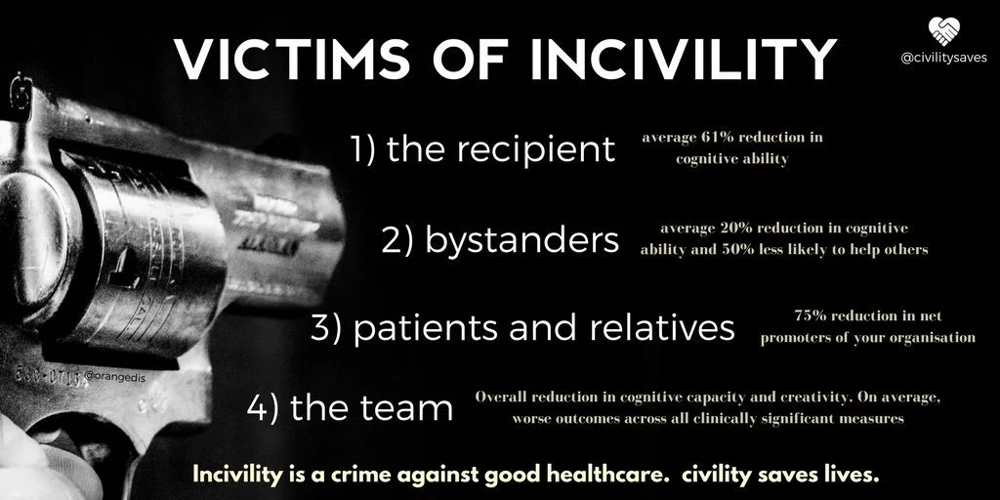 VICTIMS OF INCIVILITY
@civilitysaves
1) the recipient
average 61% reduction in
cognitive ability
2) bystanders
average 20% reduction in cognitive
ability and 50% less likely to help others
3) patients and relatives
75% reduction in net
promoters of your organisation
4) the team
Overall reduction in cognitive capacity and creativity. On average,
worse outcomes across all clinically significant measures
@orangedis
Incivility is a crime against good healthcare.  civility saves lives.